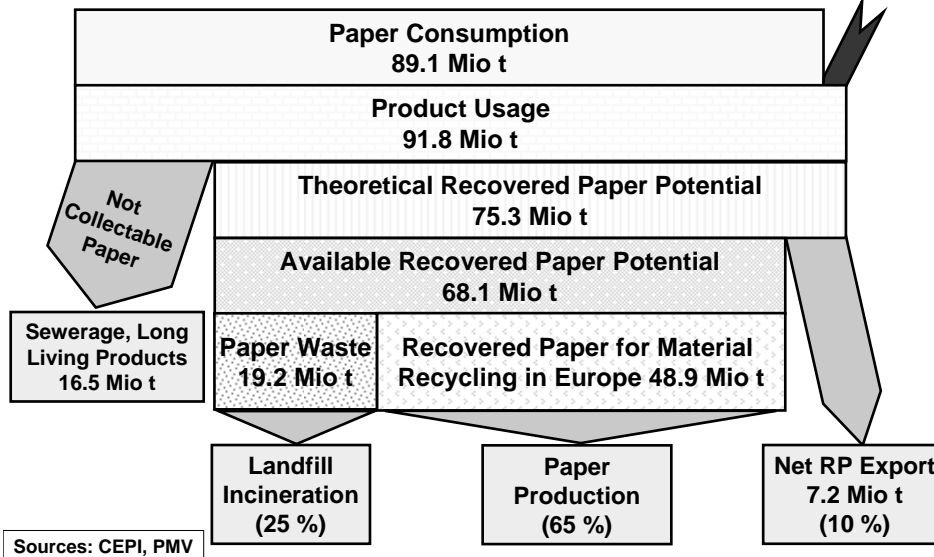 Paper Consumption
89.1 Mio t
Product Usage
91.8 Mio t
Not
Collectable
Paper
Theoretical Recovered Paper Potential
75.3 Mio t
Available Recovered Paper Potential
68.1 Mio t
Sewerage, Long
Living Products
16.5 Mio t
Paper Waste
19.2 Mio t
Recovered Paper for Material
Recycling in Europe 48.9 Mio t
Landfill
Incineration
(25 %)
Paper
Production
(65 %)
Net RP Export
7.2 Mio t
(10 %)
Sources: CEPI, PMV